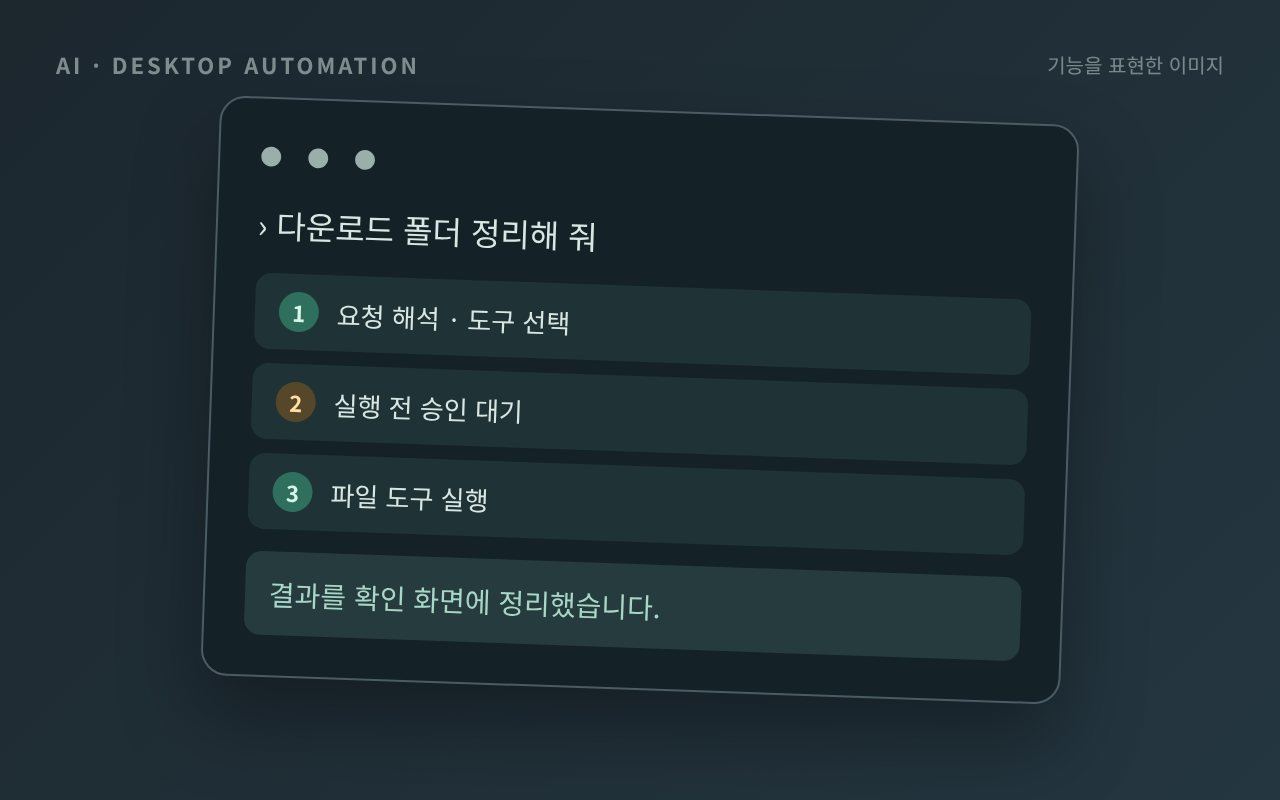 AI · DESKTOP AUTOMATION
기능을 표현한 이미지
› 다운로드 폴더 정리해 줘
1 요청 해석 · 도구 선택
2 실행 전 승인 대기
3 파일 도구 실행
결과를 확인 화면에 정리했습니다.